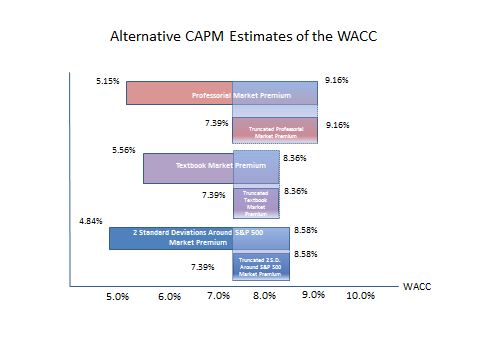 Alternative CAPM Estimates of the WACC
5.15%
9.16%
Professorial Market Premium
7.39%
Truncated Professorial
Market Premium
9.16%
5.56%
8.36%
Textbook Market Premium
7.39%
Truncated
Textbook
Market
Premium
8.36%
4.84%
2 Standard Deviations Around S&P 500
Market Premium
8.58%
8.58%
7.39%
Truncated 2 S.D.
Around S&P 500
Market Premium
WACC
5.0% 6.0% 7.0% 8.0% 9.0% 10.0%